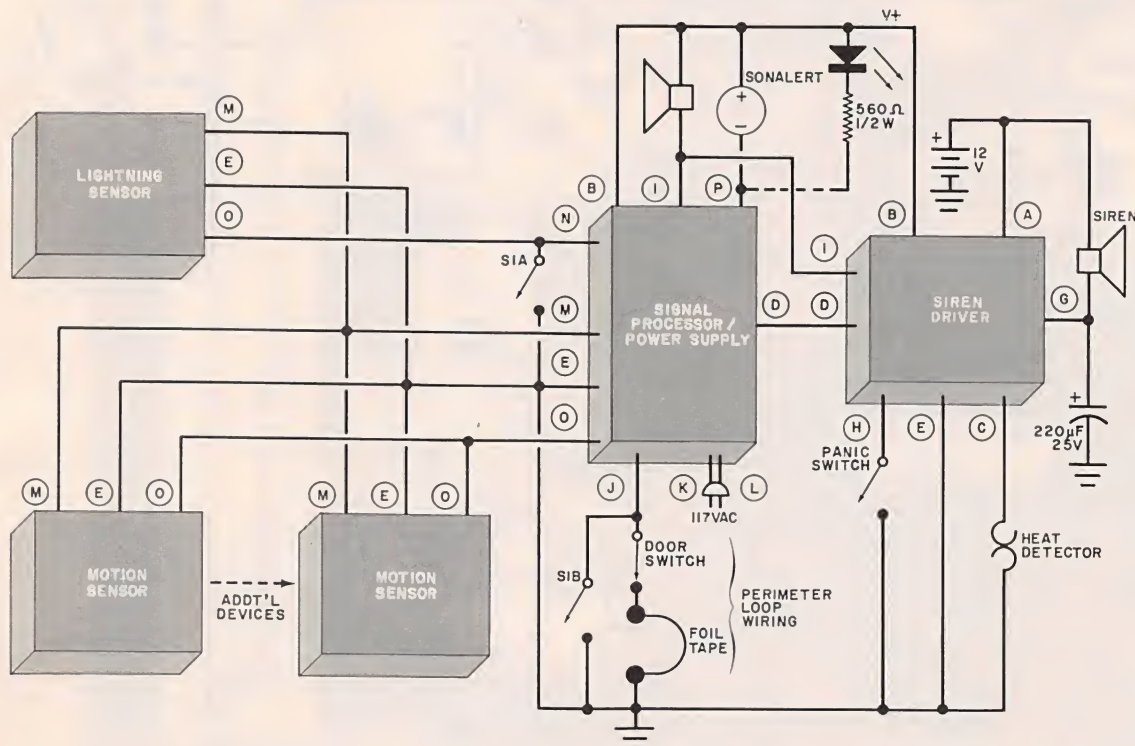 V+
SONALERT
+
−
560Ω
1/2W
+
12
V
M
LIGHTNING
SENSOR
E
O
B
I
P
N
S1A
B
A
I
SIREN
SIGNAL
PROCESSOR/
POWER SUPPLY
M
D
D
SIREN
DRIVER
G
E
O
+
220µF
25V
H
E
C
PANIC
SWITCH
M
E
O
M
E
O
J
K
L
117VAC
HEAT
DETECTOR
DOOR
SWITCH
MOTION
SENSOR
ADDT'L
DEVICES
MOTION
SENSOR
S1B
PERIMETER
LOOP
WIRING
FOIL
TAPE